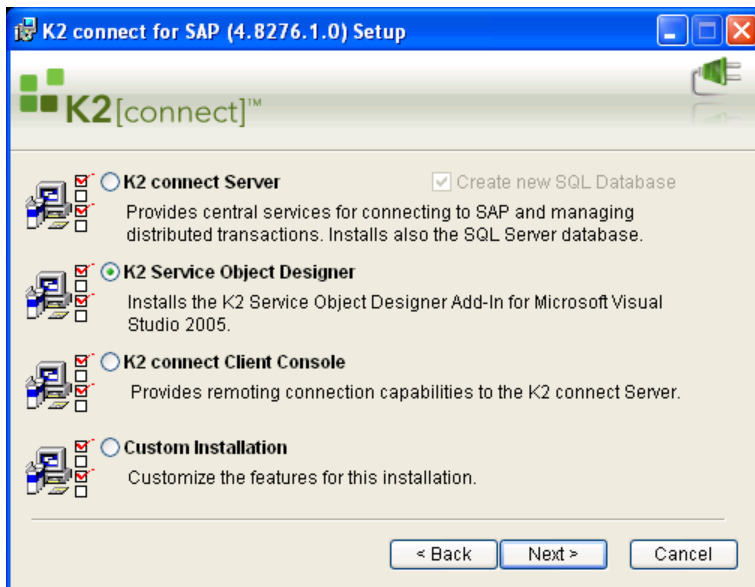 K2 connect for SAP (4.8276.1.0) Setup
K2[connect]™
K2 connect Server
Create new SQL Database
Provides central services for connecting to SAP and managing
distributed transactions. Installs also the SQL Server database.
K2 Service Object Designer
Installs the K2 Service Object Designer Add-In for Microsoft Visual
Studio 2005.
K2 connect Client Console
Provides remoting connection capabilities to the K2 connect Server.
Custom Installation
Customize the features for this installation.
< Back Next > Cancel